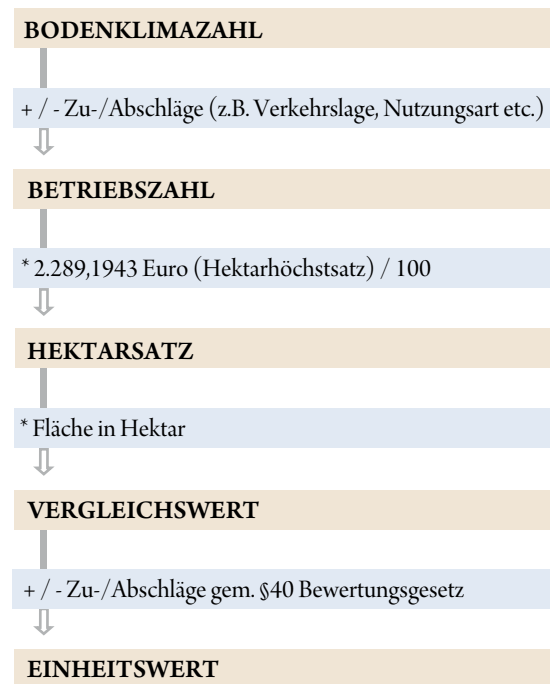 BODENKLIMAZAHL
+ / - Zu-/Abschläge (z.B. Verkehrslage, Nutzungsart etc.)
BETRIEBSZAHL
* 2.289,1943 Euro (Hektarhöchstsatz) / 100
HEKTARSATZ
* Fläche in Hektar
VERGLEICHSWERT
+ / - Zu-/Abschläge gem. §40 Bewertungsgesetz
EINHEITSWERT